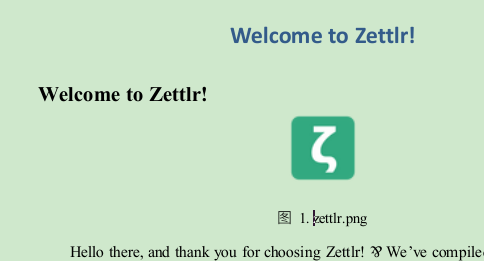 Welcome to Zettlr!
Welcome to Zettlr!
ζ
图 1. zettlr.png
Hello there, and thank you for choosing Zettlr! We’ve compile